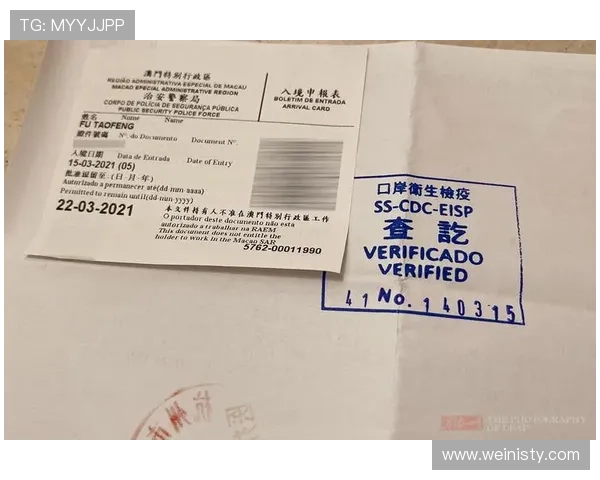 TG: MYYJJPP
澳門特別行政區
REGIÃO ADMINISTRATIVA ESPECIAL DE MACAU
MACAO ESPECIAL ADMINISTRATIVE REGION
治安警察局
CORPO DE POLÍCIA DE SEGURANÇA PÚBLICA
PUBLIC SECURITY POLICE FORCE
入境申報表
BOLETIM DE ENTRADA
ARRIVAL CARD
姓名 Nome Name
FU TAOFENG
證件號碼 N°. do Documento Document N°.
入境日期 Data de Entrada Date of Entry
15-03-2021 (05)
批准逗留至(日-月-年)
Autorizado a permanecer até(dd-mm-aaaa)
Permitted to remain until(dd-mm-yyyy)
22-03-2021
本文件持有人不准在澳門特別行政區工作
O portador deste documento não esta
autorizado a trabalhar na RAEM
This document does not entitle the
holder to work in the Macao SAR
5762-00011990
口岸衛生檢疫
SS-CDC-EISP
查訖
VERIFICADO
VERIFIED
41 No. 140315
杭州市
THE PHOTOGRAPHY
www.weinisty.com